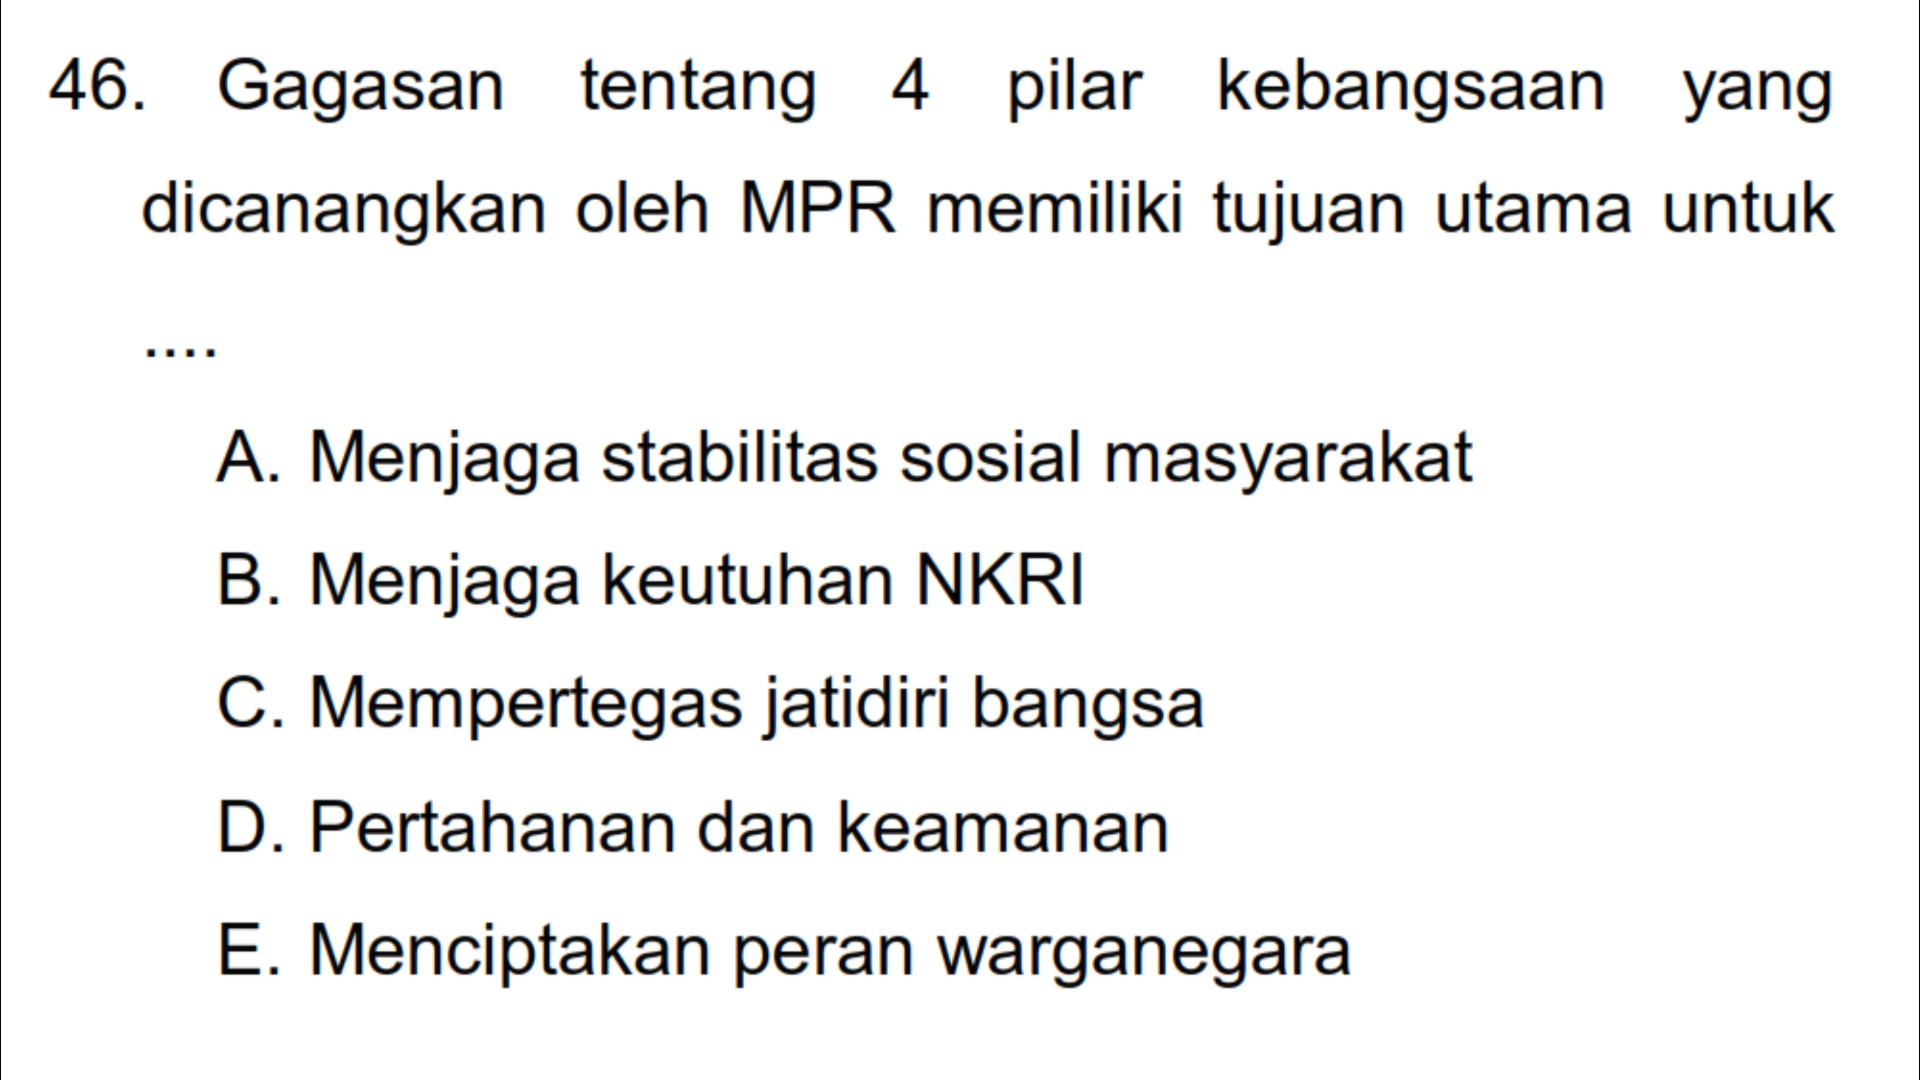 46. Gagasan tentang 4 pilar kebangsaan yang
dicanangkan oleh MPR memiliki tujuan utama untuk
....
A. Menjaga stabilitas sosial masyarakat
B. Menjaga keutuhan NKRI
C. Mempertegas jatidiri bangsa
D. Pertahanan dan keamanan
E. Menciptakan peran warganegara